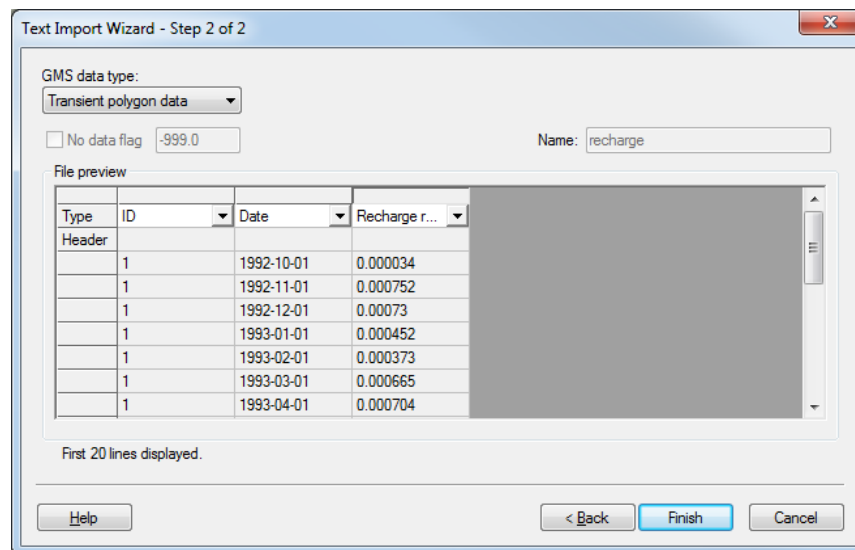 Text Import Wizard - Step 2 of 2
GMS data type:
Transient polygon data
No data flag -999.0 Name: recharge
File preview
Type ID Date Recharge r...
Header
1 1992-10-01 0.000034
1 1992-11-01 0.000752
1 1992-12-01 0.00073
1 1993-01-01 0.000452
1 1993-02-01 0.000373
1 1993-03-01 0.000665
1 1993-04-01 0.000704
First 20 lines displayed.
Help < Back Finish Cancel